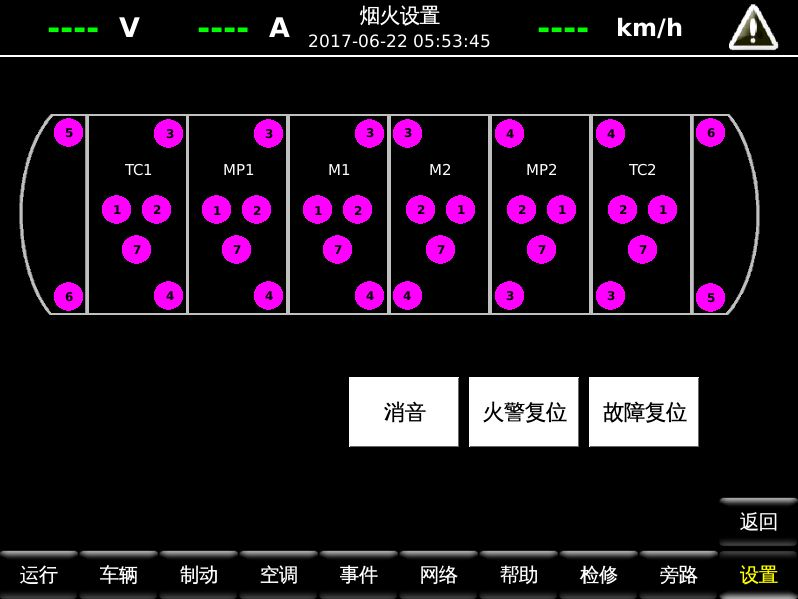 ---- V ---- A 烟火设置 ---- km/h
2017-06-22 05:53:45
5 3 3 3 3 4 4 6
TC1 MP1 M1 M2 MP2 TC2
1 2 1 2 1 2 2 1 2 1 2 1
7 7 7 7 7 7
6 4 4 4 4 3 3 5
消音 火警复位 故障复位
返回
运行 车辆 制动 空调 事件 网络 帮助 检修 旁路 设置